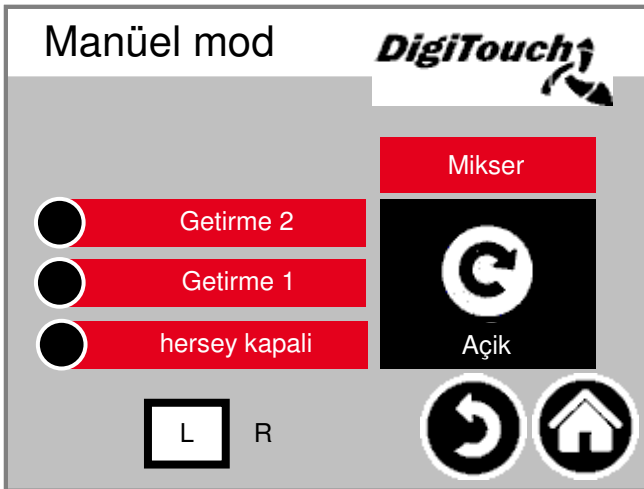 Manüel mod
DigiTouch
Mikser
Getirme 2
Getirme 1
hersey kapali
Açik
L
R